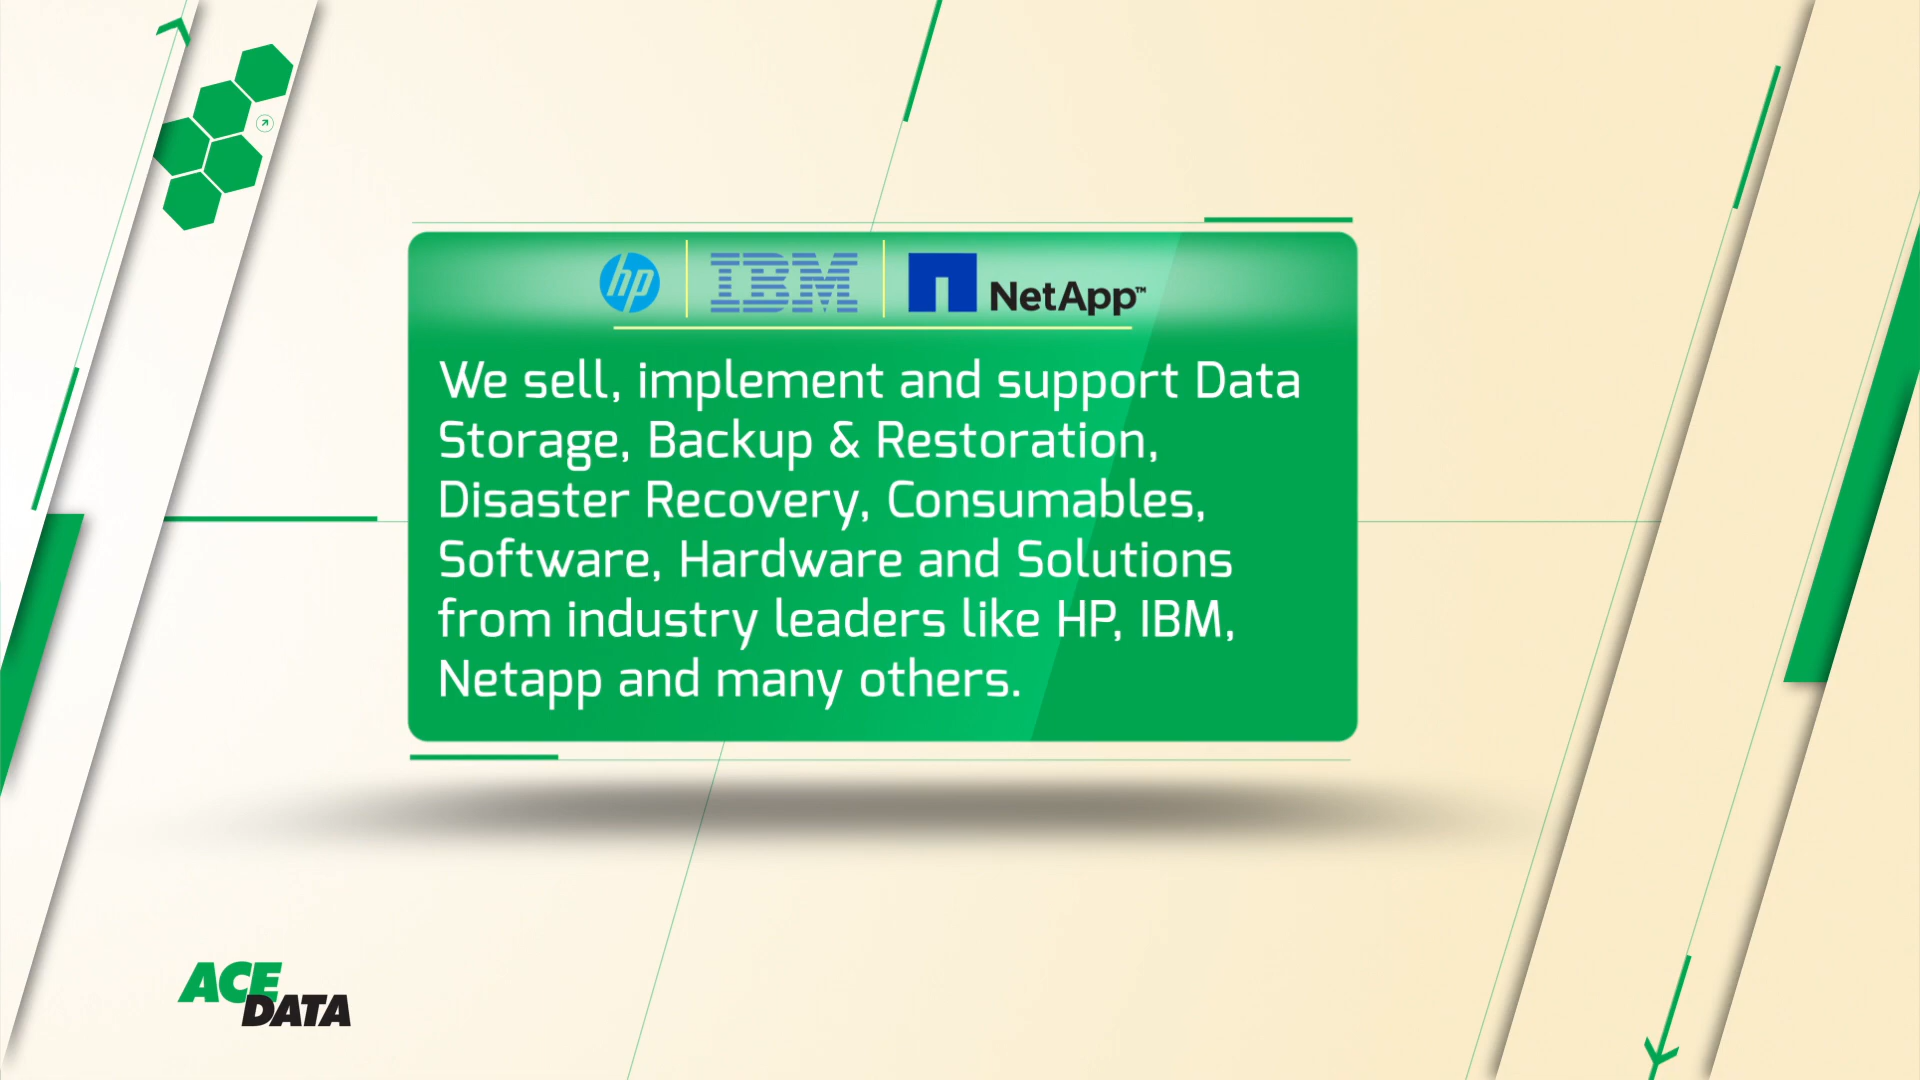 hp IBM NetApp™
We sell, implement and support Data
Storage, Backup & Restoration,
Disaster Recovery, Consumables,
Software, Hardware and Solutions
from industry leaders like HP, IBM,
Netapp and many others.
ACE
DATA